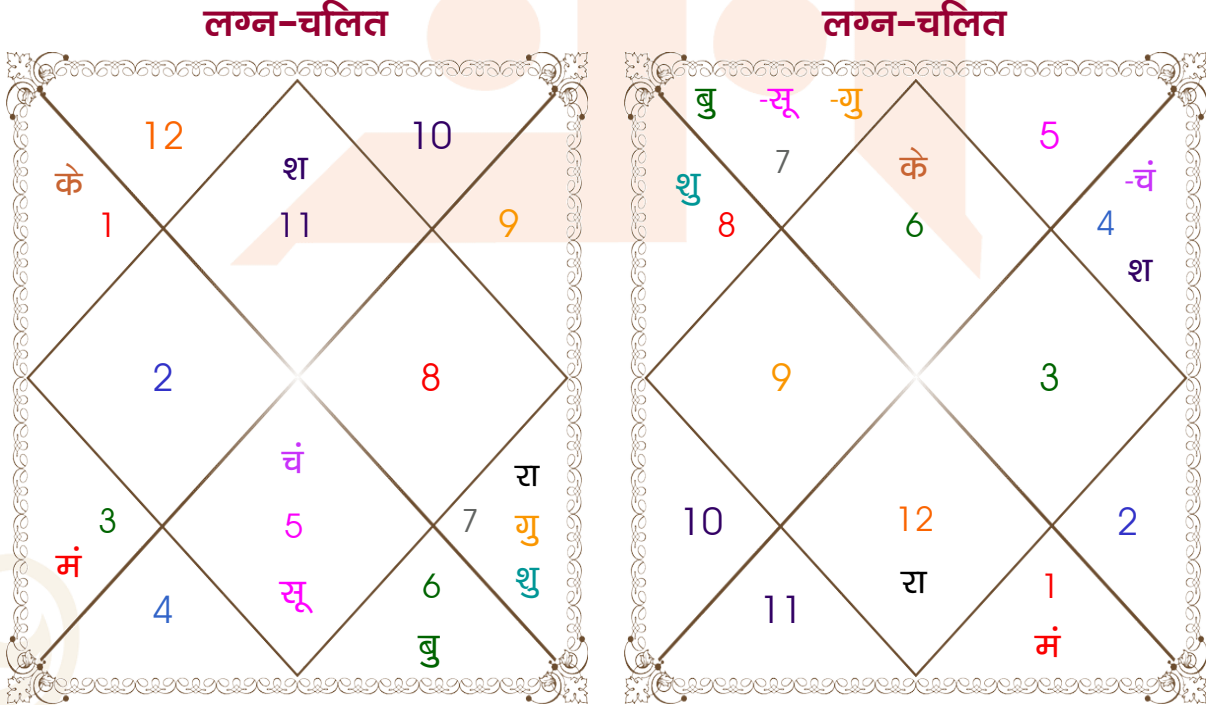 लग्न-चलित
12
10
श
के
1
11
9
2
8
चं
रा
3
5
7
गु
मं
सू
शु
4
6
बु
लग्न-चलित
बु -सू -गु
5
7
के
-चं
शु
8
6
4
श
9
3
10
12
2
रा
1
11
मं